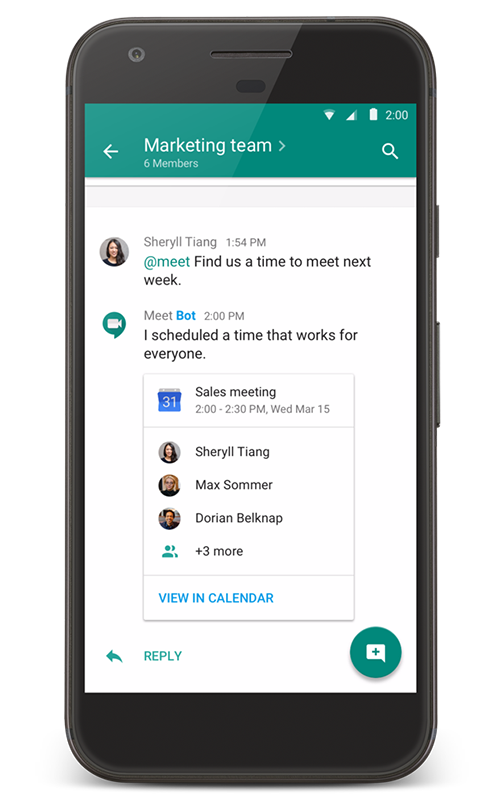 2:00
Marketing team
6 Members
Sheryll Tiang 1:54 PM
@meet Find us a time to meet next
week.
Meet Bot 2:00 PM
I scheduled a time that works for
everyone.
31
Sales meeting
2:00 - 2:30 PM, Wed Mar 15
Sheryll Tiang
Max Sommer
Dorian Belknap
+3 more
VIEW IN CALENDAR
REPLY